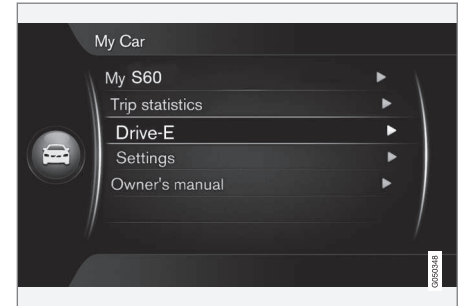 My Car
My S60
Trip statistics
Drive-E
Settings
Owner's manual
G050348